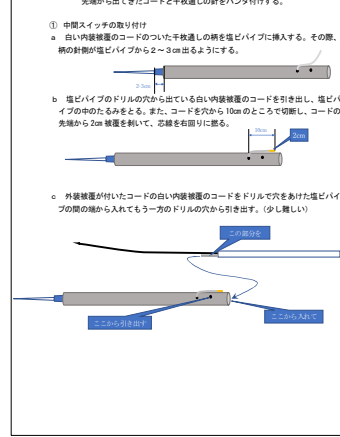 先端から出てきたコードと千枚通しの針をハンダ付けする。
① 中間スイッチの取り付け
a 白い内装被覆のコードのついた千枚通しの柄を塩ビパイプに挿入する。その際、
柄の針側が塩ビパイプから2～3㎝出るようにする。
2-3cm
b 塩ビパイプのドリルの穴から出ている白い内装被覆のコードを引き出し、塩ビパ
イプの中のたるみをとる。また、コードを穴から10㎝のところで切断し、コードの
先端から2㎝被覆を剥いて、芯線を右回りに撚る。
10cm
2cm
c 外装被覆が付いたコードの白い内装被覆のコードをドリルで穴をあけた塩ビパイ
プの間の端から入れてもう一方のドリルの穴から引き出す。（少し難しい）
この部分を
ここから引き出す
ここから入れて